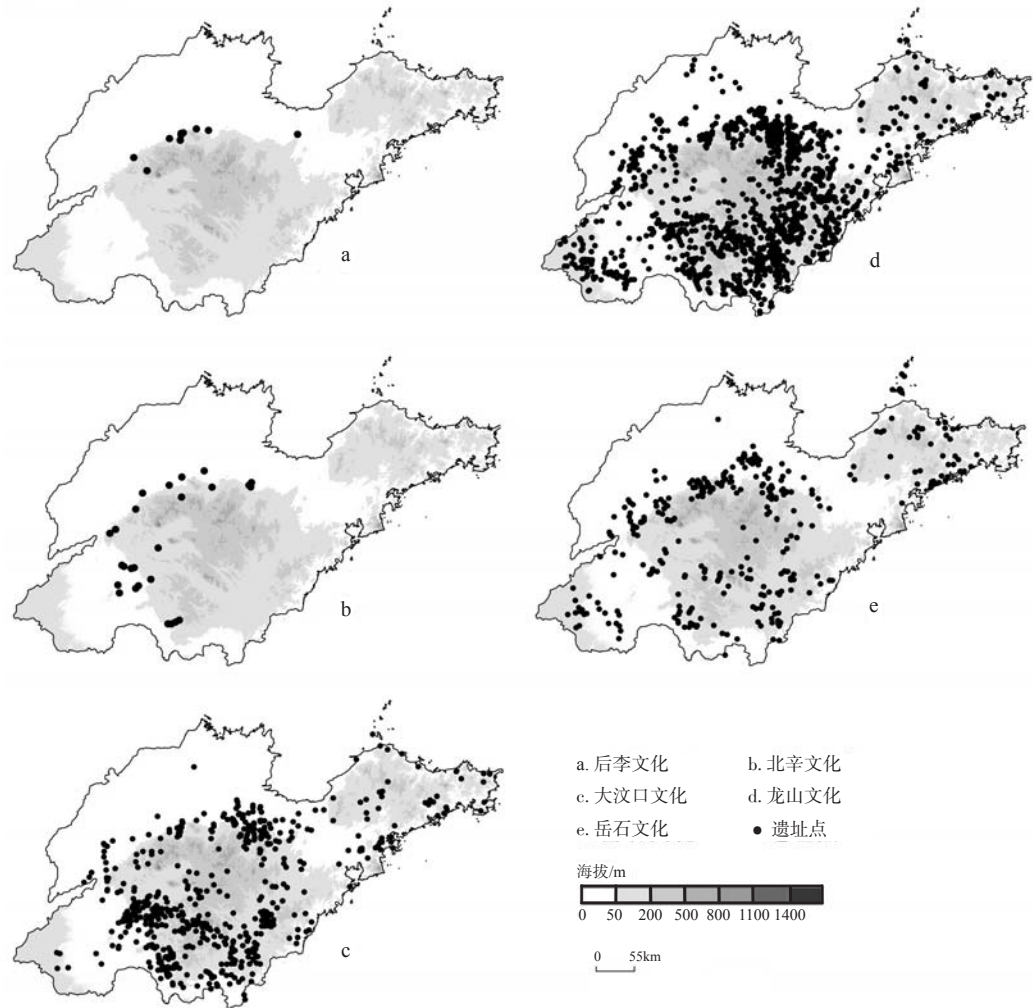 a
d
b
e
c
a. 后李文化 b. 北辛文化
c. 大汶口文化 d. 龙山文化
e. 岳石文化 ● 遗址点
海拔/m
0 50 200 500 800 1100 1400
0 55km